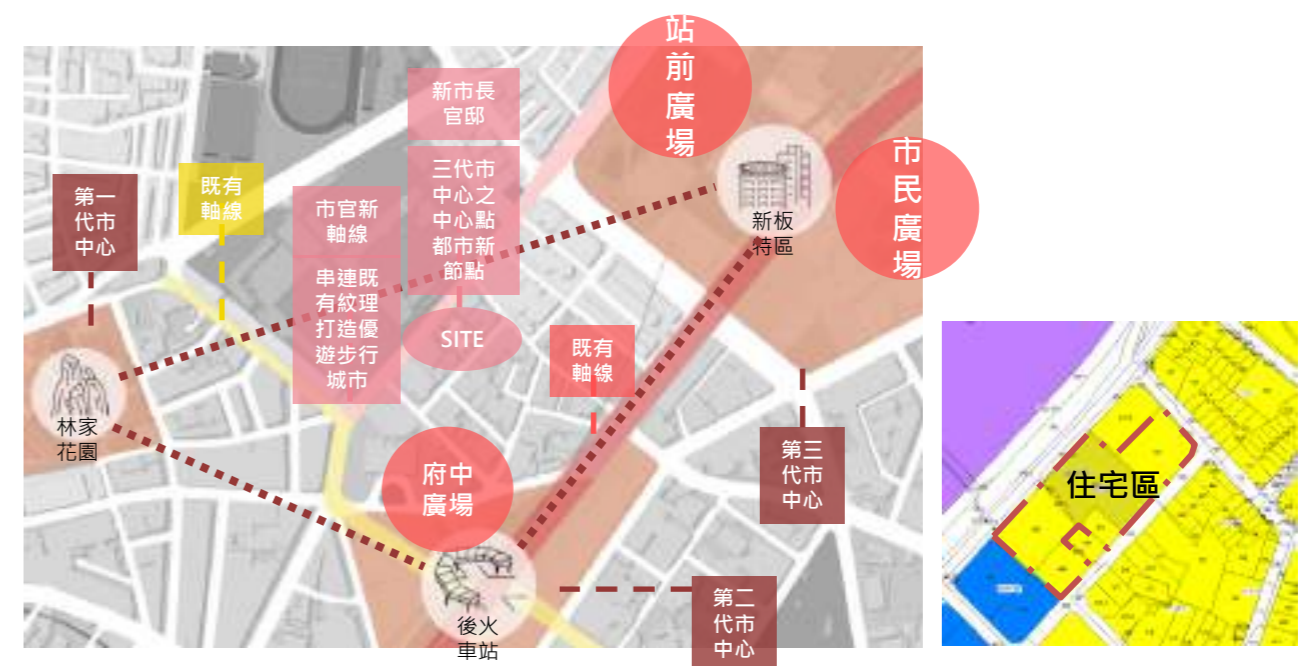 站
前
廣
場
新市長
官邸
市
民
廣
場
三代市
中心之
中心點
都市新
節點
既有
軸線
第一
代市
中心
市官新
軸線
新板
特區
串連既
有紋理
打造優
遊步行
城市
SITE
既有
軸線
林家
花園
第三
代市
中心
府中
廣場
住宅區
第二
代市
中心
後火
車站